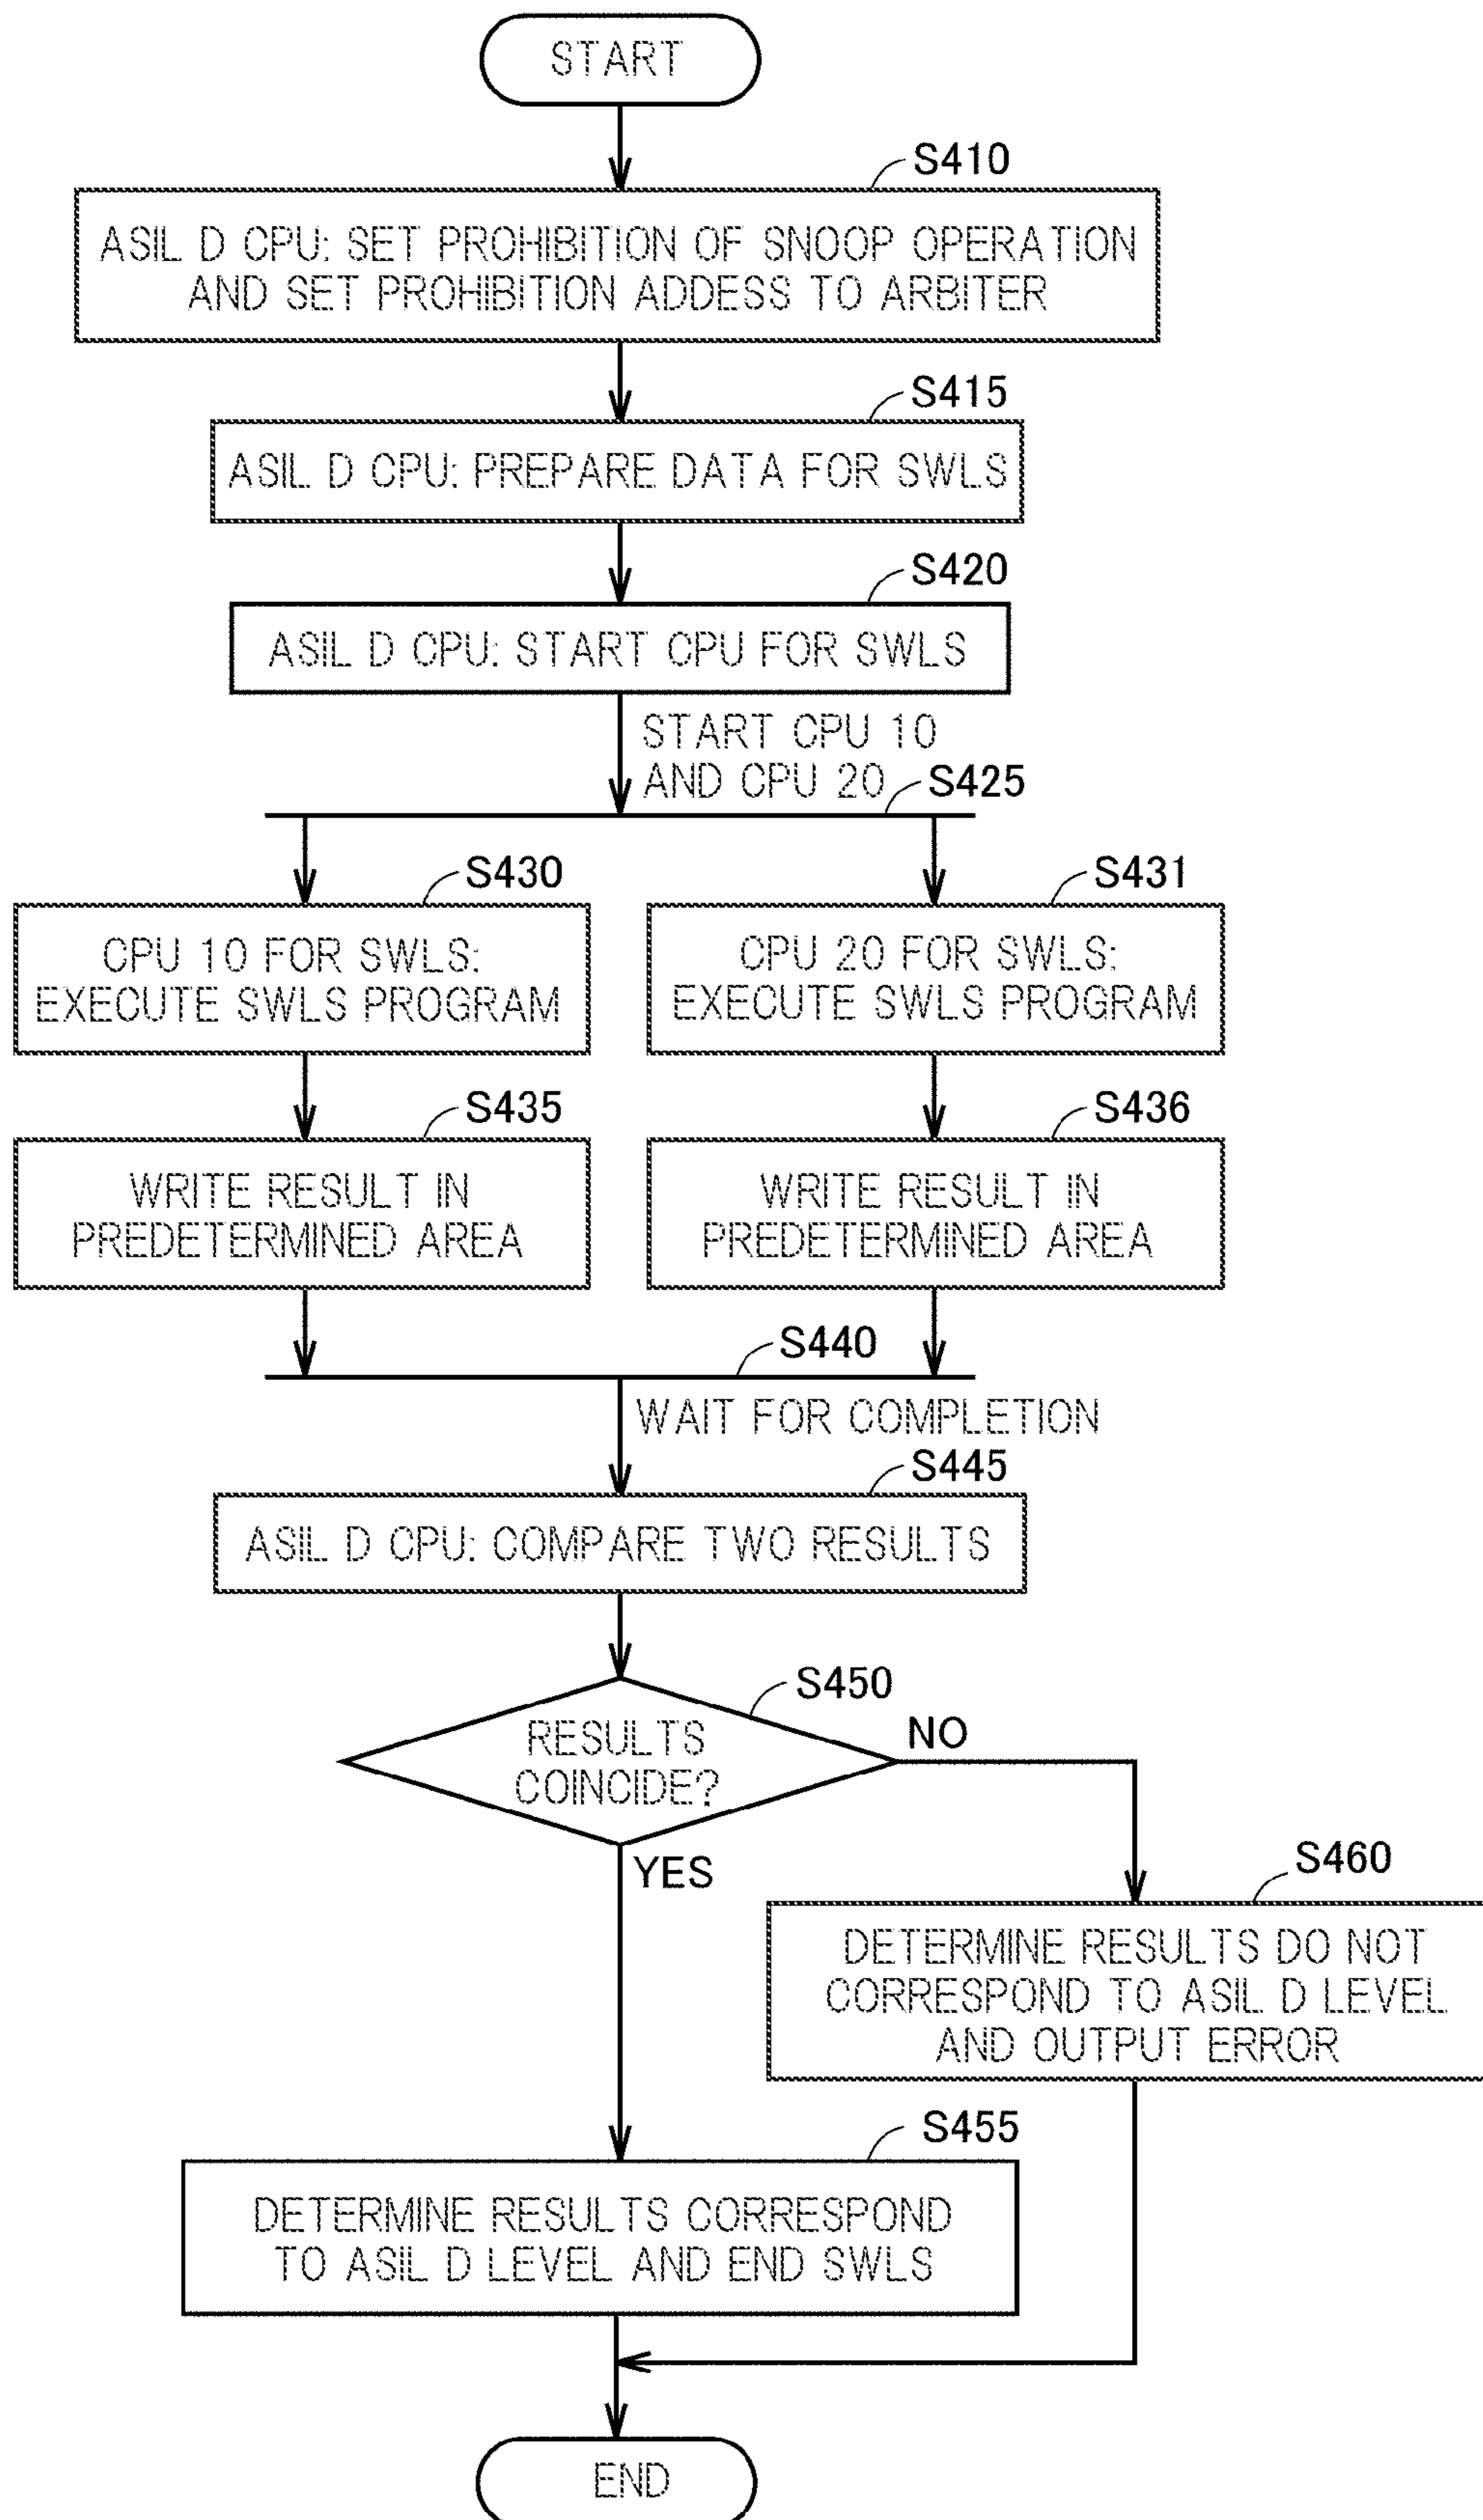 START
S410
ASIL D CPU: SET PROHIBITION OF SNOOP OPERATION
AND SET PROHIBITION ADDESS TO ARBITER
S415
ASIL D CPU: PREPARE DATA FOR SWLS
S420
ASIL D CPU: START CPU FOR SWLS
START CPU 10
AND CPU 20
S425
S430
CPU 10 FOR SWLS:
EXECUTE SWLS PROGRAM
S431
CPU 20 FOR SWLS:
EXECUTE SWLS PROGRAM
S435
WRITE RESULT IN
PREDETERMINED AREA
S436
WRITE RESULT IN
PREDETERMINED AREA
S440
WAIT FOR COMPLETION
S445
ASIL D CPU: COMPARE TWO RESULTS
S450
RESULTS
COINCIDE?
NO
YES
S460
DETERMINE RESULTS DO NOT
CORRESPOND TO ASIL D LEVEL
AND OUTPUT ERROR
S455
DETERMINE RESULTS CORRESPOND
TO ASIL D LEVEL AND END SWLS
END